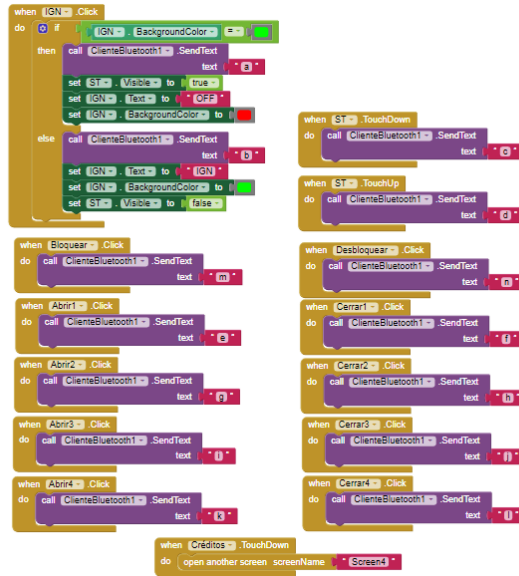 when IGN .Click
do if IGN . BackgroundColor =
then call ClienteBluetooth1 .SendText
text " a "
set ST . Visible to true
set IGN . Text to " OFF "
set IGN . BackgroundColor to
else call ClienteBluetooth1 .SendText
text " b "
set IGN . Text to " IGN "
set IGN . BackgroundColor to
set ST . Visible to false
when ST .TouchDown
do call ClienteBluetooth1 .SendText
text " c "
when ST .TouchUp
do call ClienteBluetooth1 .SendText
text " d "
when Bloquear .Click
do call ClienteBluetooth1 .SendText
text " m "
when Desbloquear .Click
do call ClienteBluetooth1 .SendText
text " n "
when Abrir1 .Click
do call ClienteBluetooth1 .SendText
text " e "
when Cerrar1 .Click
do call ClienteBluetooth1 .SendText
text " f "
when Abrir2 .Click
do call ClienteBluetooth1 .SendText
text " g "
when Cerrar2 .Click
do call ClienteBluetooth1 .SendText
text " h "
when Abrir3 .Click
do call ClienteBluetooth1 .SendText
text " i "
when Cerrar3 .Click
do call ClienteBluetooth1 .SendText
text " j "
when Abrir4 .Click
do call ClienteBluetooth1 .SendText
text " k "
when Cerrar4 .Click
do call ClienteBluetooth1 .SendText
text " l "
when Créditos .TouchDown
do open another screen screenName " Screen4 "